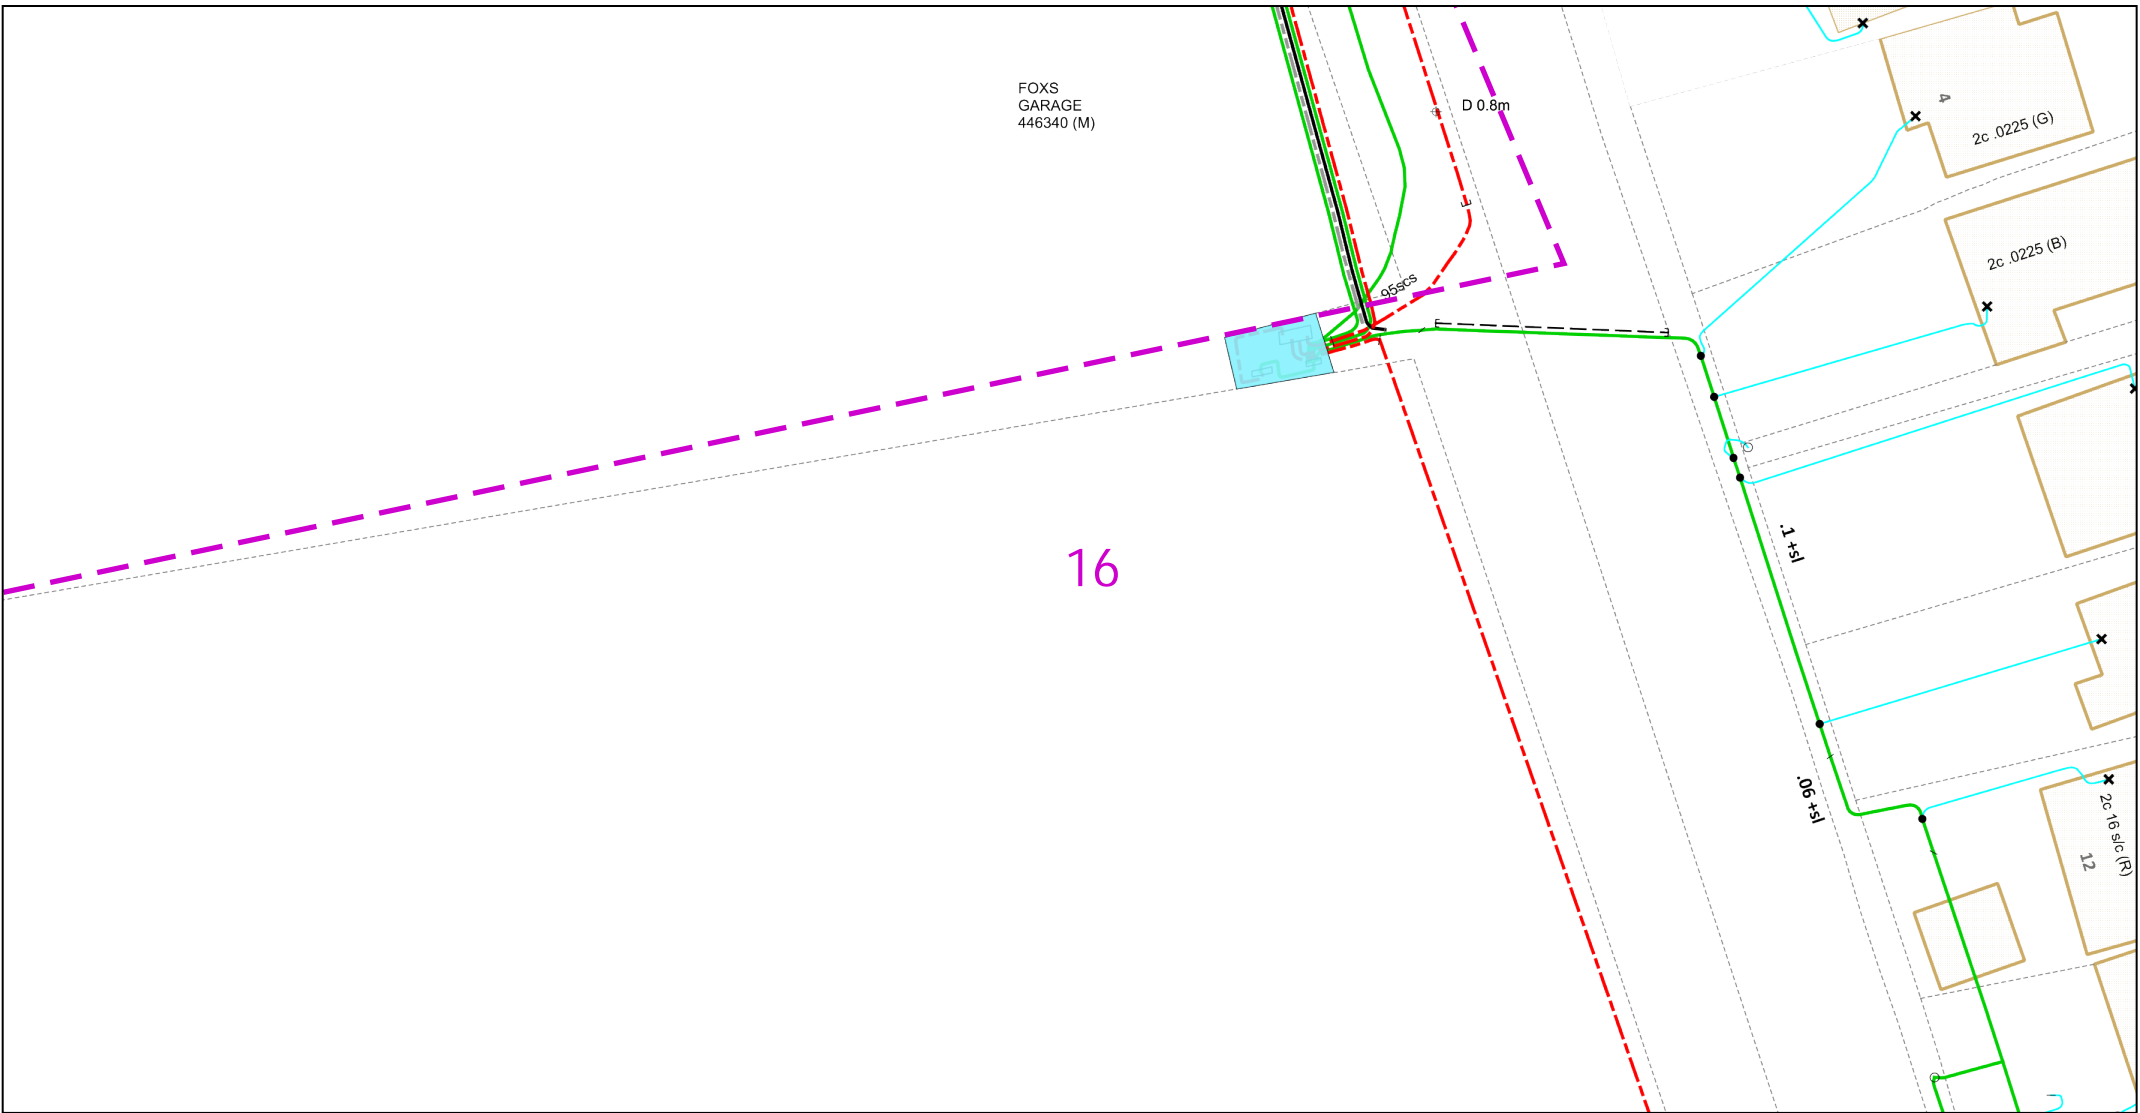 FOXS
GARAGE
446340 (M)
D 0.8m
4
2c .0225 (G)
2c .0225 (B)
95scs
16
.1 +sl
.06 +sl
2c 16 s/c (R)
12